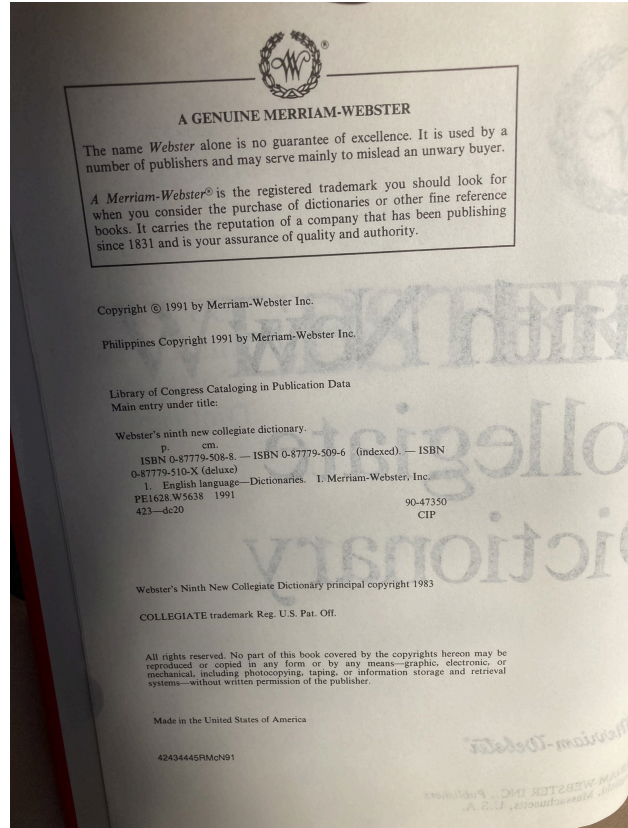 ®
A GENUINE MERRIAM-WEBSTER
The name Webster alone is no guarantee of excellence. It is used by a
number of publishers and may serve mainly to mislead an unwary buyer.
A Merriam-Webster® is the registered trademark you should look for
when you consider the purchase of dictionaries or other fine reference
books. It carries the reputation of a company that has been publishing
since 1831 and is your assurance of quality and authority.
Copyright © 1991 by Merriam-Webster Inc.
Philippines Copyright 1991 by Merriam-Webster Inc.
Library of Congress Cataloging in Publication Data
Main entry under title:
Webster's ninth new collegiate dictionary.
p. cm.
ISBN 0-87779-508-8. — ISBN 0-87779-509-6 (indexed). — ISBN
0-87779-510-X (deluxe)
1. English language—Dictionaries. I. Merriam-Webster, Inc.
PE1628.W5638 1991
423—dc20 90-47350
CIP
Webster's Ninth New Collegiate Dictionary principal copyright 1983
COLLEGIATE trademark Reg. U.S. Pat. Off.
All rights reserved. No part of this book covered by the copyrights hereon may be
reproduced or copied in any form or by any means—graphic, electronic, or
mechanical, including photocopying, taping, or information storage and retrieval
systems—without written permission of the publisher.
Made in the United States of America
42434445RMcN91